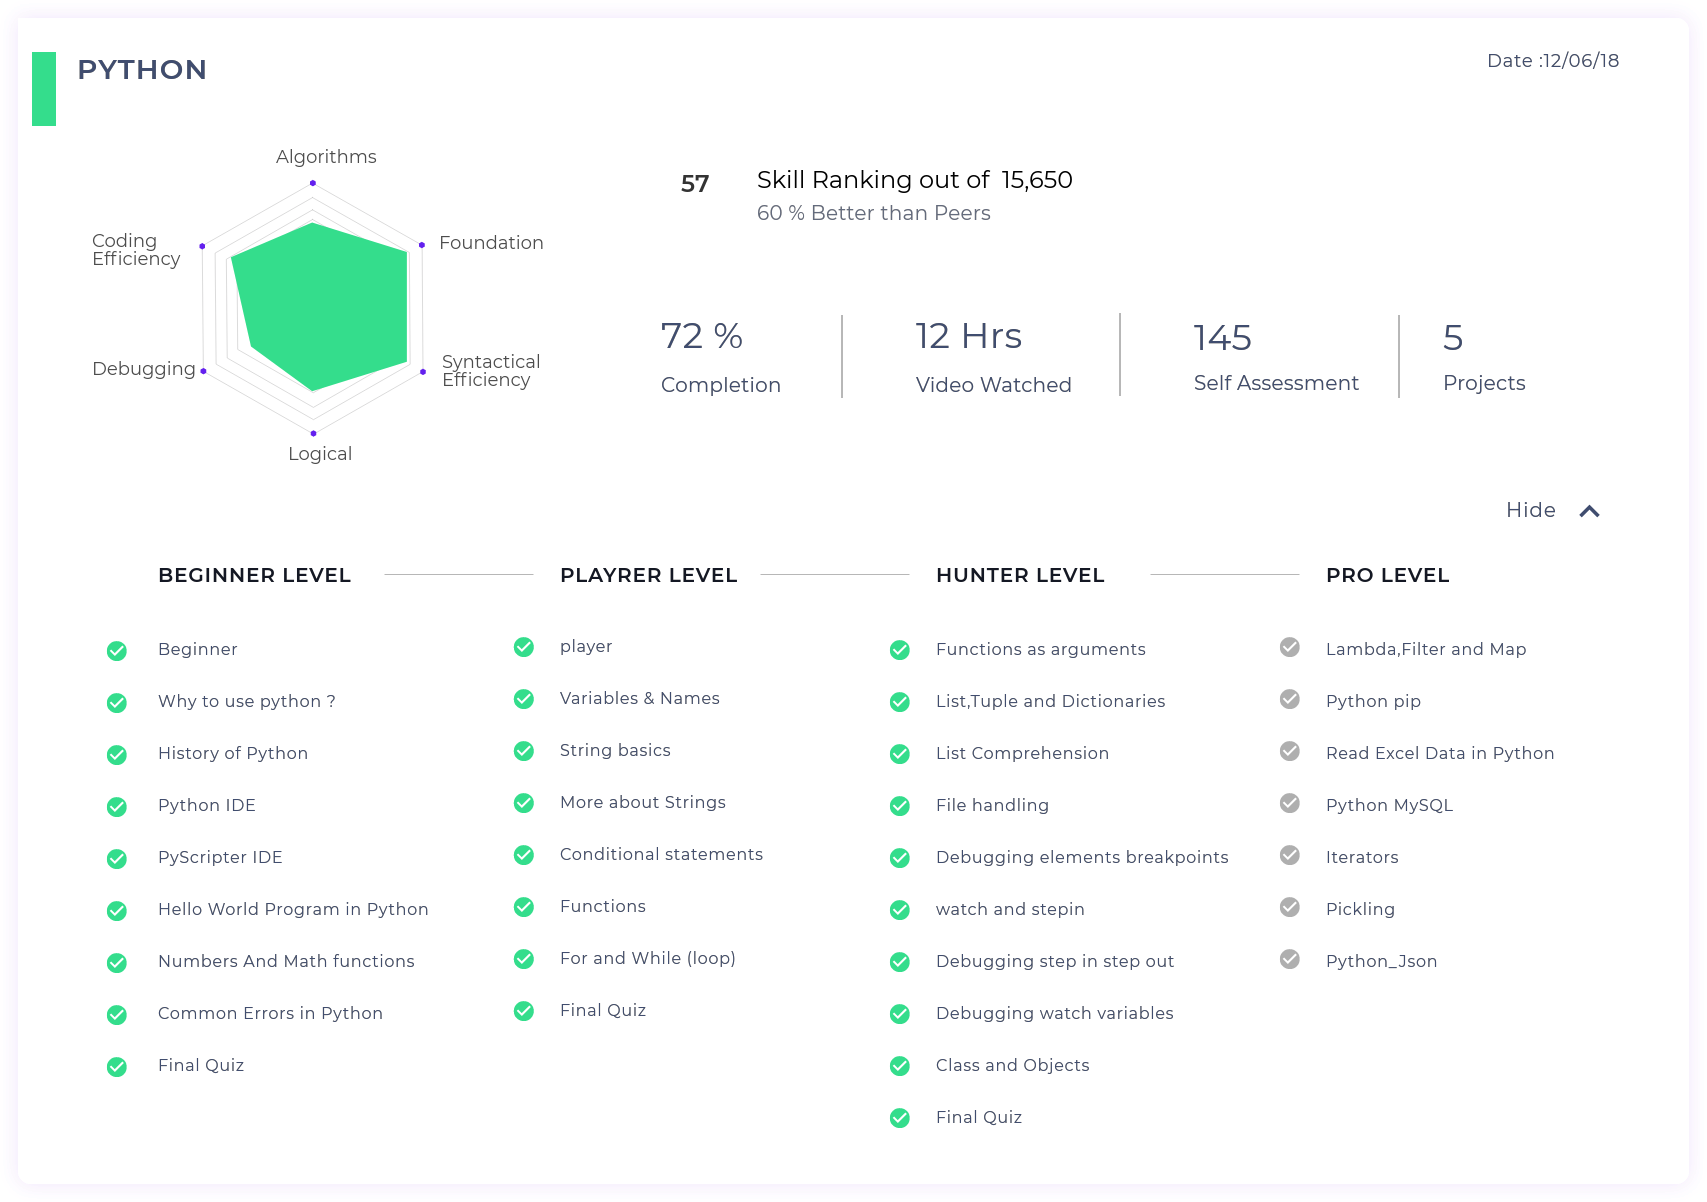 PYTHON
Date :12/06/18
Algorithms
Coding
Efficiency
Foundation
Debugging
Syntactical
Efficiency
Logical
57
Skill Ranking out of 15,650
60 % Better than Peers
72 %
Completion
12 Hrs
Video Watched
145
Self Assessment
5
Projects
Hide
BEGINNER LEVEL
Beginner
Why to use python ?
History of Python
Python IDE
PyScripter IDE
Hello World Program in Python
Numbers And Math functions
Common Errors in Python
Final Quiz
PLAYRER LEVEL
player
Variables & Names
String basics
More about Strings
Conditional statements
Functions
For and While (loop)
Final Quiz
HUNTER LEVEL
Functions as arguments
List,Tuple and Dictionaries
List Comprehension
File handling
Debugging elements breakpoints
watch and stepin
Debugging step in step out
Debugging watch variables
Class and Objects
Final Quiz
PRO LEVEL
Lambda,Filter and Map
Python pip
Read Excel Data in Python
Python MySQL
Iterators
Pickling
Python_Json